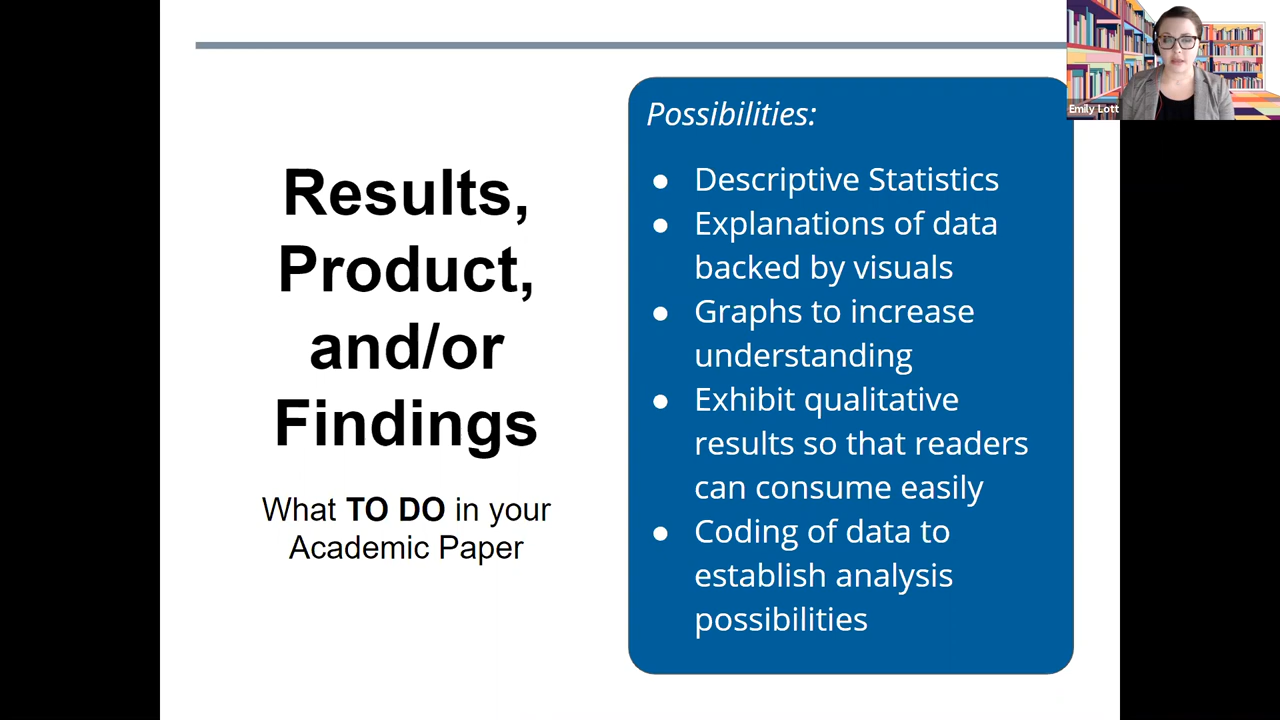 Emily Lott
Results,
Product,
and/or
Findings
What TO DO in your
Academic Paper
Possibilities:
● Descriptive Statistics
● Explanations of data
backed by visuals
● Graphs to increase
understanding
● Exhibit qualitative
results so that readers
can consume easily
● Coding of data to
establish analysis
possibilities